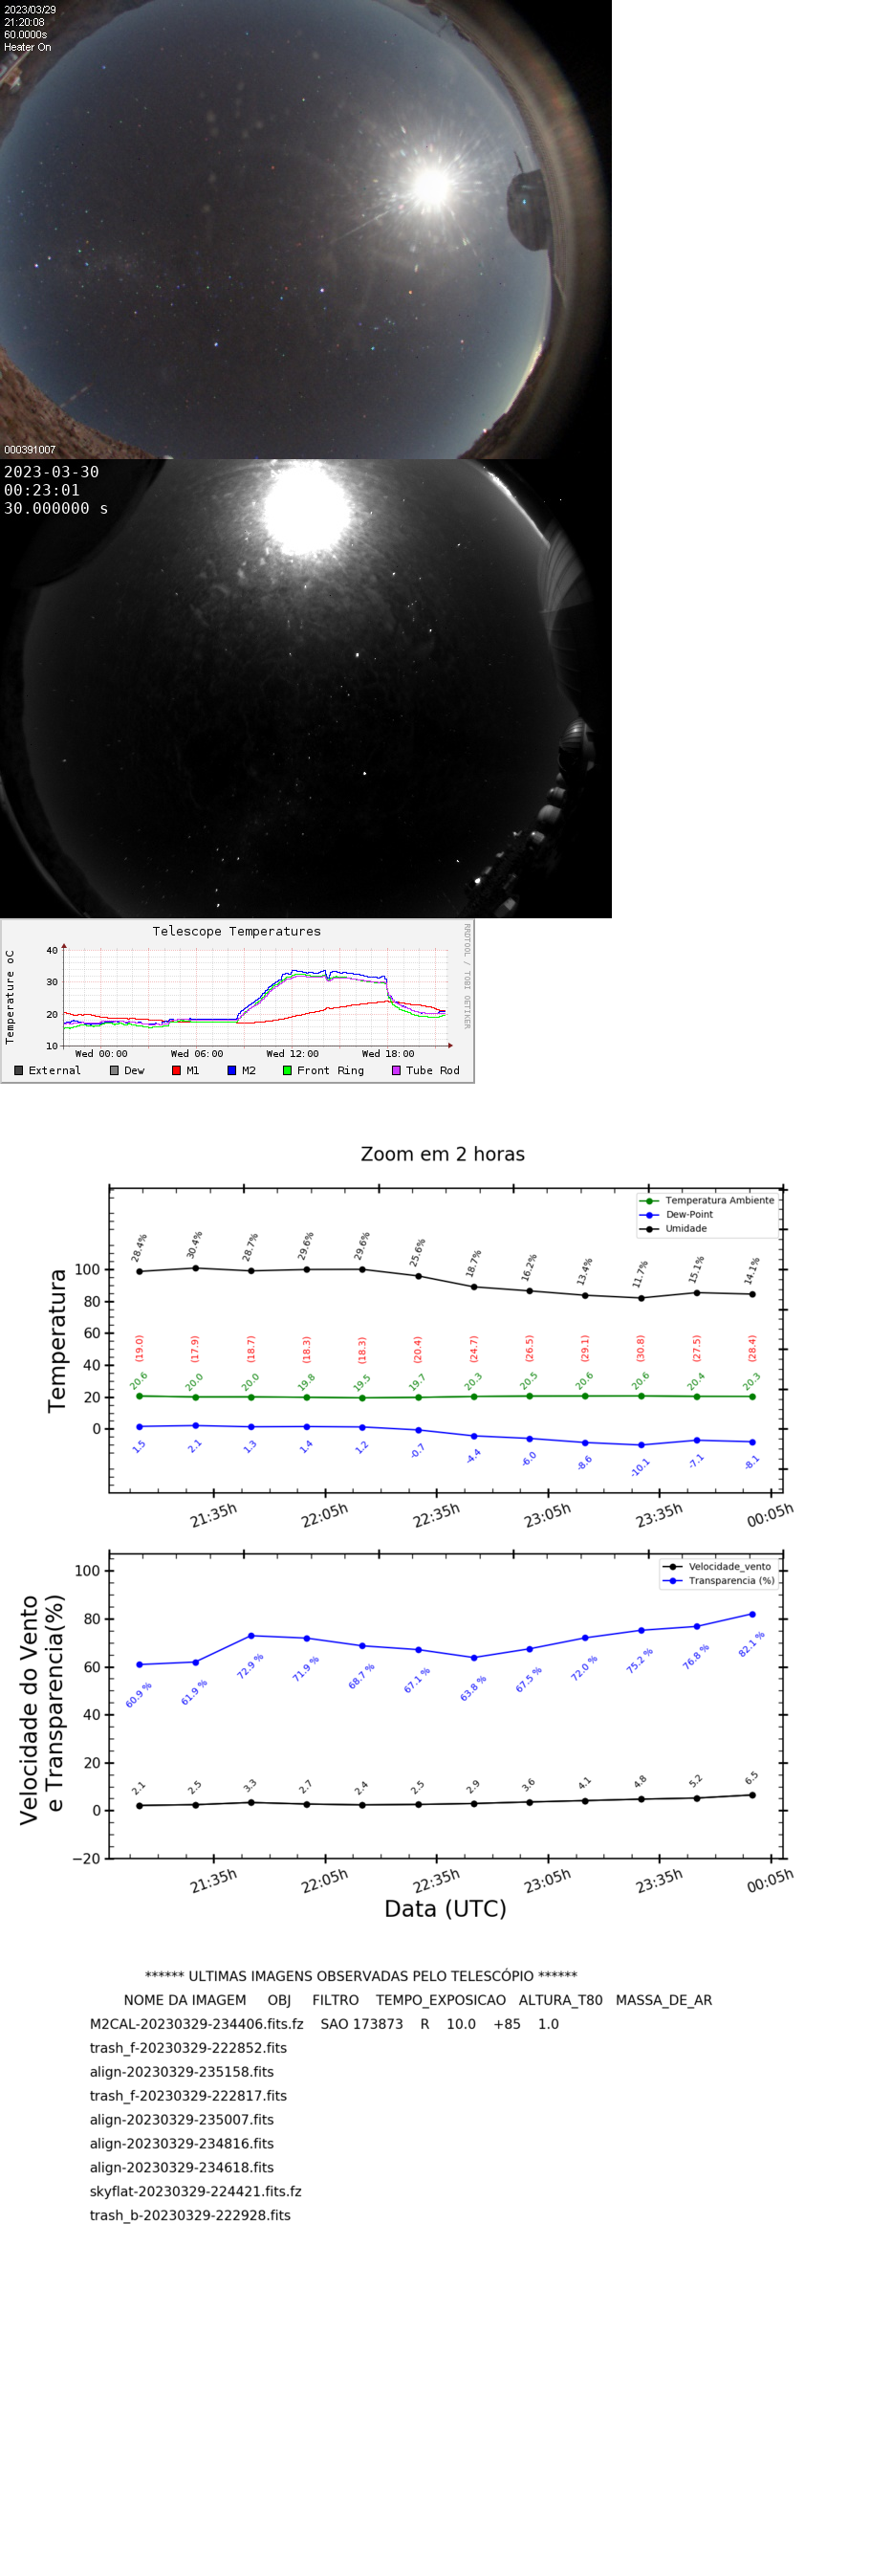 2023/03/29
21:20:08
60.0000s
Heater On
000391007
2023-03-30
00:23:01
30.000000 s
Telescope Temperatures
RRDTOOL / TOBI OETIKER
Temperature oC
40
30
20
10
Wed 00:00 Wed 06:00 Wed 12:00 Wed 18:00
External Dew M1 M2 Front Ring Tube Rod
Zoom em 2 horas
Temperatura Ambiente
Dew-Point
Umidade
Temperatura
100
80
60
40
20
0
28.4% 30.4% 28.7% 29.6% 29.6% 25.6% 18.7% 16.2% 13.4% 11.7% 15.1% 14.1%
(19.0) (17.9) (18.7) (18.3) (18.3) (20.4) (24.7) (26.5) (29.1) (30.8) (27.5) (28.4)
20.6 20.0 20.0 19.8 19.5 19.7 20.3 20.5 20.6 20.6 20.4 20.3
1.5 2.1 1.3 1.4 1.2 -0.7 -4.4 -6.0 -8.6 -10.1 -7.1 -8.1
21:35h 22:05h 22:35h 23:05h 23:35h 00:05h
Velocidade_vento
Transparencia (%)
Velocidade do Vento
e Transparencia(%)
100
80
60
40
20
0
−20
60.9 % 61.9 % 72.9 % 71.9 % 68.7 % 67.1 % 63.8 % 67.5 % 72.0 % 75.2 % 76.8 % 82.1 %
2.1 2.5 3.3 2.7 2.4 2.5 2.9 3.6 4.1 4.8 5.2 6.5
21:35h 22:05h 22:35h 23:05h 23:35h 00:05h
Data (UTC)
****** ULTIMAS IMAGENS OBSERVADAS PELO TELESCÓPIO ******
NOME DA IMAGEM OBJ FILTRO TEMPO_EXPOSICAO ALTURA_T80 MASSA_DE_AR
M2CAL-20230329-234406.fits.fz SAO 173873 R 10.0 +85 1.0
trash_f-20230329-222852.fits
align-20230329-235158.fits
trash_f-20230329-222817.fits
align-20230329-235007.fits
align-20230329-234816.fits
align-20230329-234618.fits
skyflat-20230329-224421.fits.fz
trash_b-20230329-222928.fits